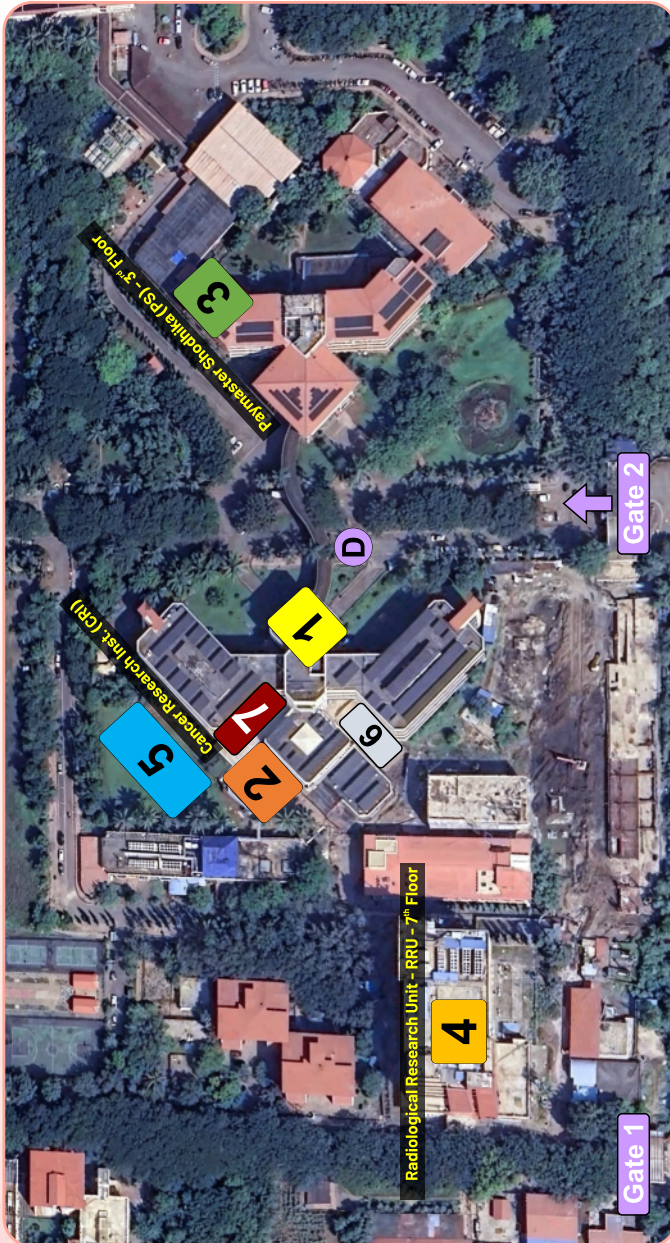 Cancer Research Inst. (CRI)
Paymaster Shodhika (PS) - 3rd Floor
5
2
7
6
1
3
D
Radiological Research Unit - RRU - 7th Floor
4
Gate 1
Gate 2